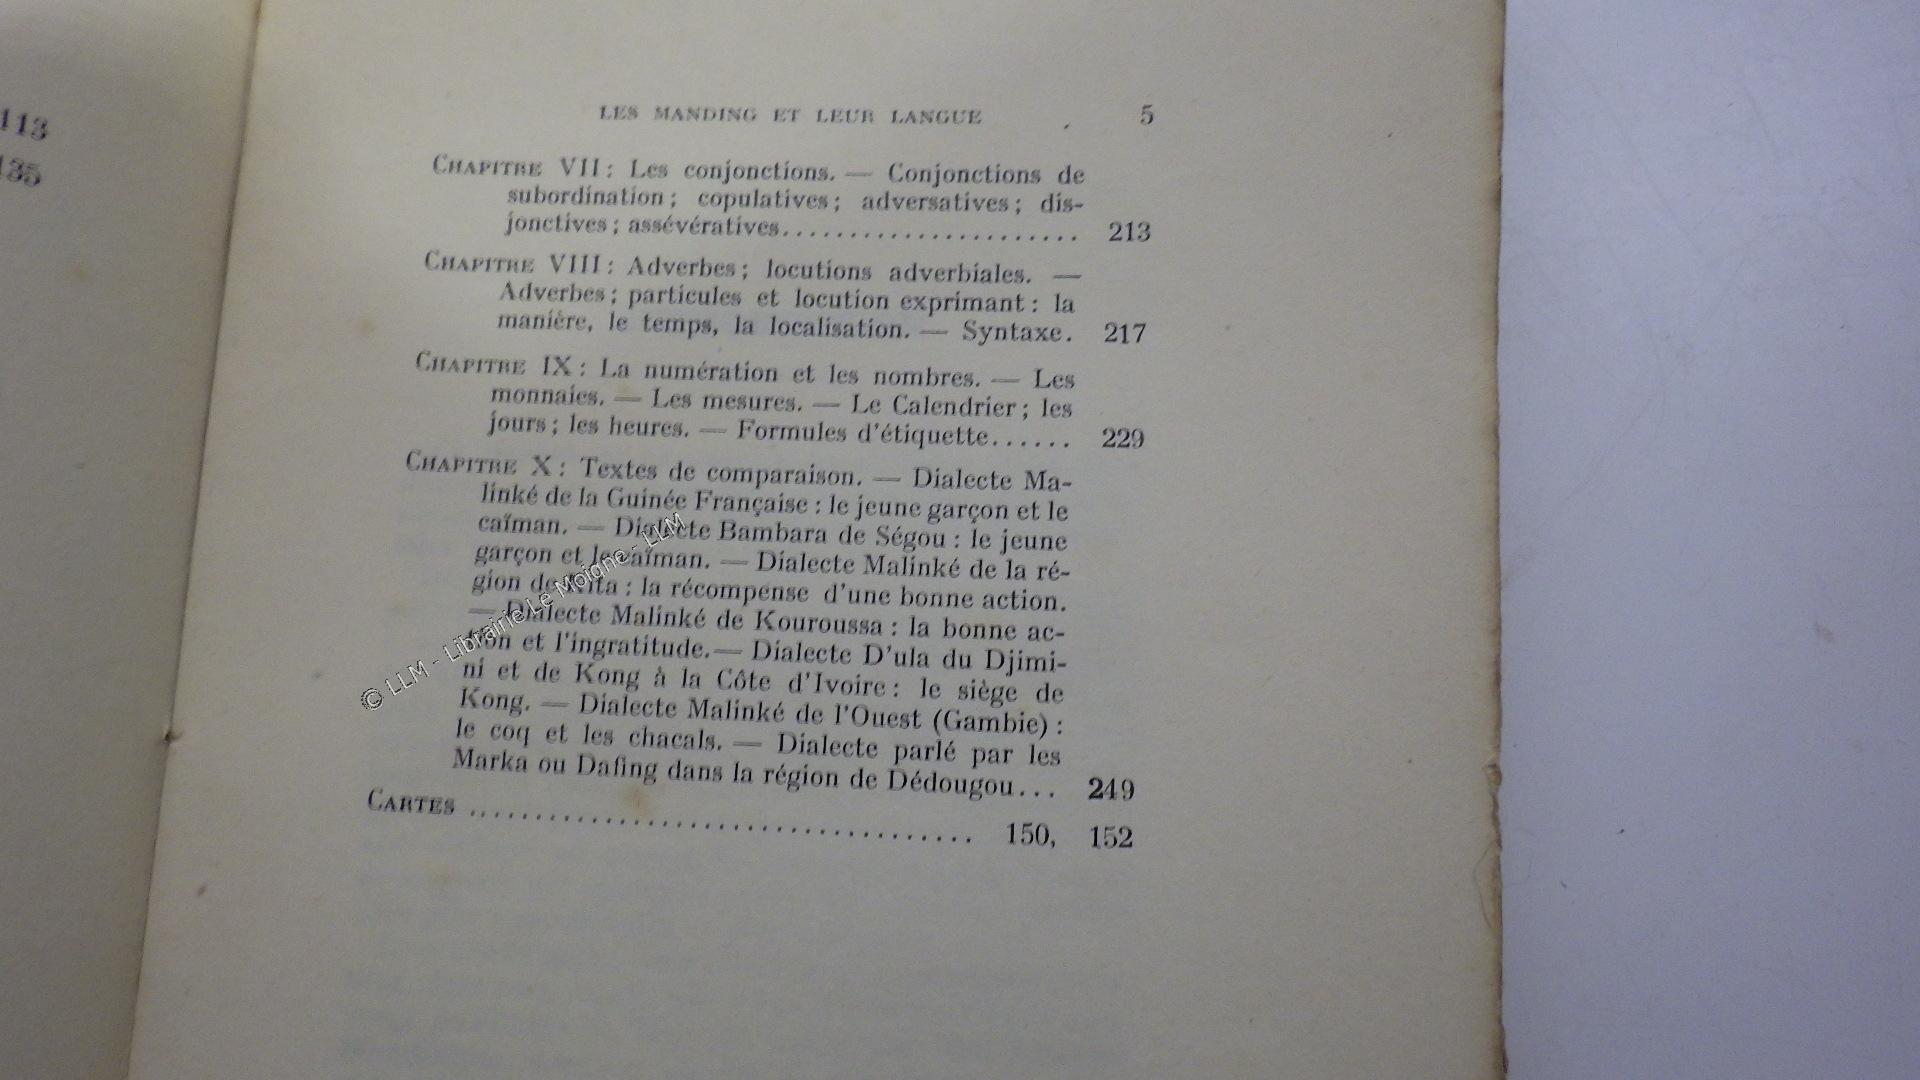 113
135
LES MANDING ET LEUR LANGUE 5
CHAPITRE VII : Les conjonctions. — Conjonctions de
subordination ; copulatives ; adversatives ; dis-
jonctives ; assévératives....................... 213
CHAPITRE VIII : Adverbes ; locutions adverbiales. —
Adverbes ; particules et locution exprimant : la
manière, le temps, la localisation. — Syntaxe. 217
CHAPITRE IX : La numération et les nombres. — Les
monnaies. — Les mesures. — Le Calendrier ; les
jours ; les heures. — Formules d'étiquette...... 229
CHAPITRE X : Textes de comparaison. — Dialecte Ma-
linké de la Guinée Française : le jeune garçon et le
caïman. — Dialecte Bambara de Ségou : le jeune
garçon et le caïman. — Dialecte Malinké de la ré-
gion de Kita : la récompense d'une bonne action.
— Dialecte Malinké de Kouroussa : la bonne ac-
tion et l'ingratitude. — Dialecte D'ula du Djimi-
ni et de Kong à la Côte d'Ivoire : le siège de
Kong. — Dialecte Malinké de l'Ouest (Gambie) :
le coq et les chacals. — Dialecte parlé par les
Marka ou Dafing dans la région de Dédougou... 249
CARTES ....................................... 150, 152
© LLM - Librairie Le Moigne - LLM